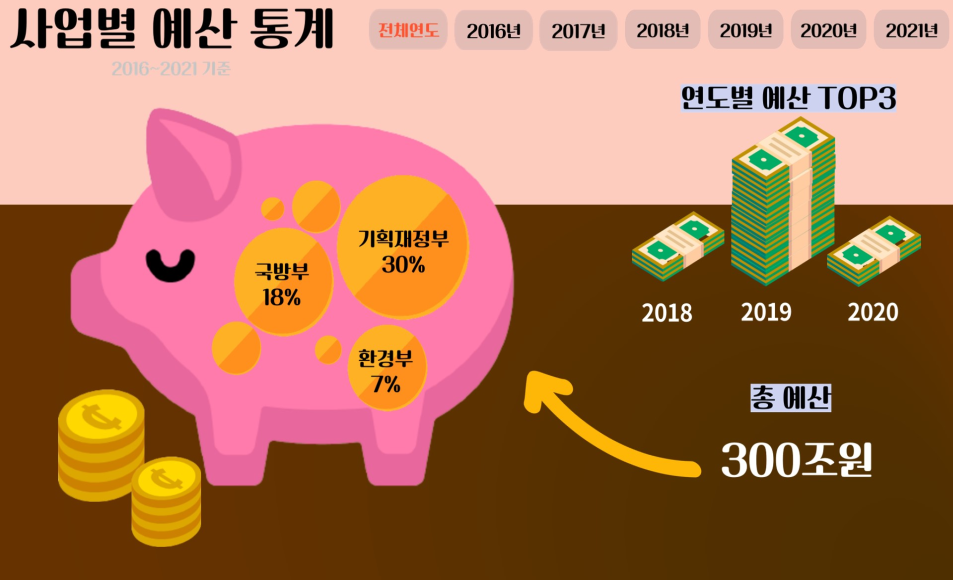 사업별 예산 통계
2016~2021 기준
전체연도
2016년
2017년
2018년
2019년
2020년
2021년
연도별 예산 TOP3
2018
2019
2020
기획재정부
30%
국방부
18%
환경부
7%
총 예산
300조원